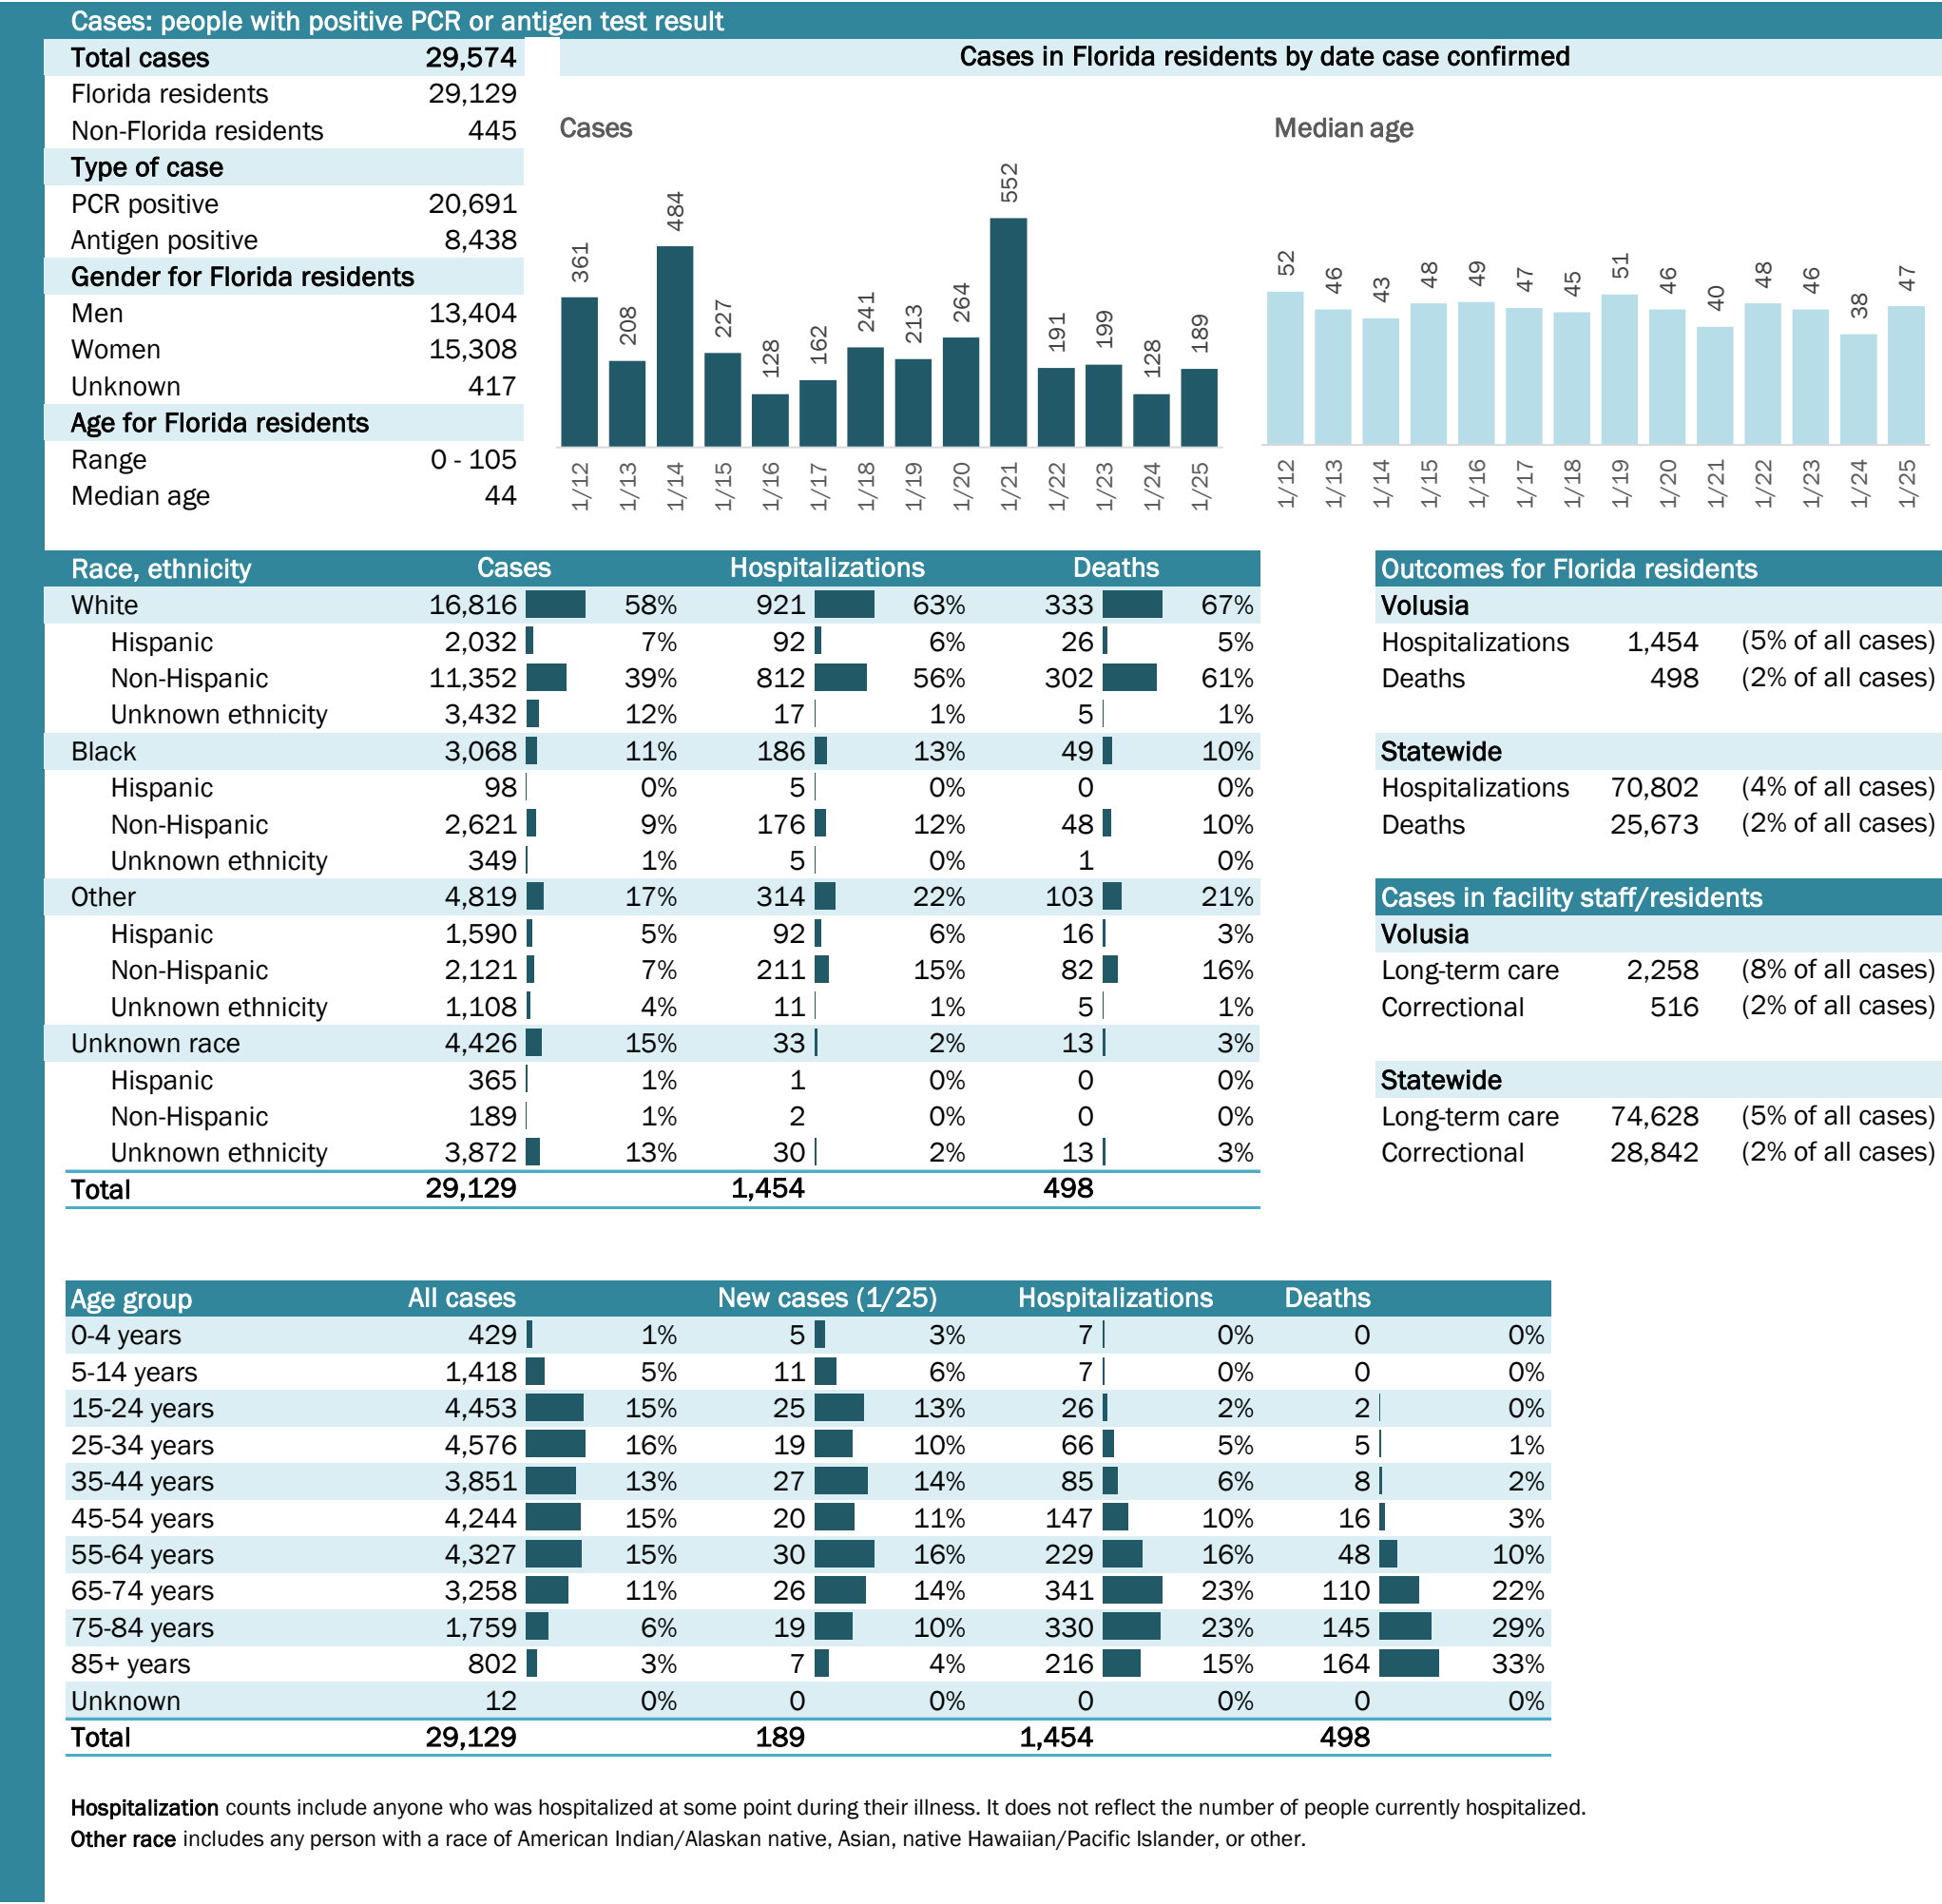 Cases: people with positive PCR or antigen test result
Total cases 29,574
Florida residents 29,129
Non-Florida residents 445
Type of case
PCR positive 20,691
Antigen positive 8,438
Gender for Florida residents
Men 13,404
Women 15,308
Unknown 417
Age for Florida residents
Range 0 - 105
Median age 44
Cases in Florida residents by date case confirmed
Cases
361 208 484 227 128 162 241 213 264 552 191 199 128 189
1/12 1/13 1/14 1/15 1/16 1/17 1/18 1/19 1/20 1/21 1/22 1/23 1/24 1/25
Median age
52 46 43 48 49 47 45 51 46 40 48 46 38 47
1/12 1/13 1/14 1/15 1/16 1/17 1/18 1/19 1/20 1/21 1/22 1/23 1/24 1/25
Race, ethnicity Cases Hospitalizations Deaths
White 16,816 58% 921 63% 333 67%
Hispanic 2,032 7% 92 6% 26 5%
Non-Hispanic 11,352 39% 812 56% 302 61%
Unknown ethnicity 3,432 12% 17 1% 5 1%
Black 3,068 11% 186 13% 49 10%
Hispanic 98 0% 5 0% 0 0%
Non-Hispanic 2,621 9% 176 12% 48 10%
Unknown ethnicity 349 1% 5 0% 1 0%
Other 4,819 17% 314 22% 103 21%
Hispanic 1,590 5% 92 6% 16 3%
Non-Hispanic 2,121 7% 211 15% 82 16%
Unknown ethnicity 1,108 4% 11 1% 5 1%
Unknown race 4,426 15% 33 2% 13 3%
Hispanic 365 1% 1 0% 0 0%
Non-Hispanic 189 1% 2 0% 0 0%
Unknown ethnicity 3,872 13% 30 2% 13 3%
Total 29,129 1,454 498
Outcomes for Florida residents
Volusia
Hospitalizations 1,454 (5% of all cases)
Deaths 498 (2% of all cases)
Statewide
Hospitalizations 70,802 (4% of all cases)
Deaths 25,673 (2% of all cases)
Cases in facility staff/residents
Volusia
Long-term care 2,258 (8% of all cases)
Correctional 516 (2% of all cases)
Statewide
Long-term care 74,628 (5% of all cases)
Correctional 28,842 (2% of all cases)
Age group All cases New cases (1/25) Hospitalizations Deaths
0-4 years 429 1% 5 3% 7 0% 0 0%
5-14 years 1,418 5% 11 6% 7 0% 0 0%
15-24 years 4,453 15% 25 13% 26 2% 2 0%
25-34 years 4,576 16% 19 10% 66 5% 5 1%
35-44 years 3,851 13% 27 14% 85 6% 8 2%
45-54 years 4,244 15% 20 11% 147 10% 16 3%
55-64 years 4,327 15% 30 16% 229 16% 48 10%
65-74 years 3,258 11% 26 14% 341 23% 110 22%
75-84 years 1,759 6% 19 10% 330 23% 145 29%
85+ years 802 3% 7 4% 216 15% 164 33%
Unknown 12 0% 0 0% 0 0% 0 0%
Total 29,129 189 1,454 498
Hospitalization counts include anyone who was hospitalized at some point during their illness. It does not reflect the number of people currently hospitalized.
Other race includes any person with a race of American Indian/Alaskan native, Asian, native Hawaiian/Pacific Islander, or other.